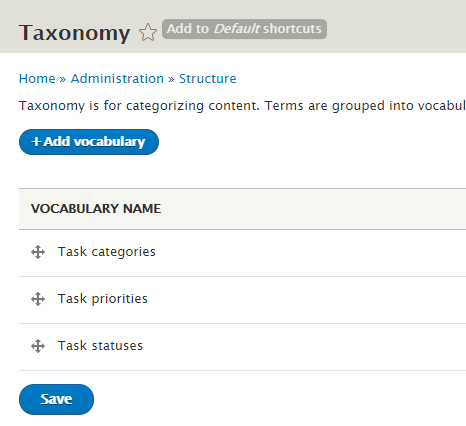 Taxonomy Add to Default shortcuts
Home » Administration » Structure
Taxonomy is for categorizing content. Terms are grouped into vocabul
+ Add vocabulary
VOCABULARY NAME
Task categories
Task priorities
Task statuses
Save